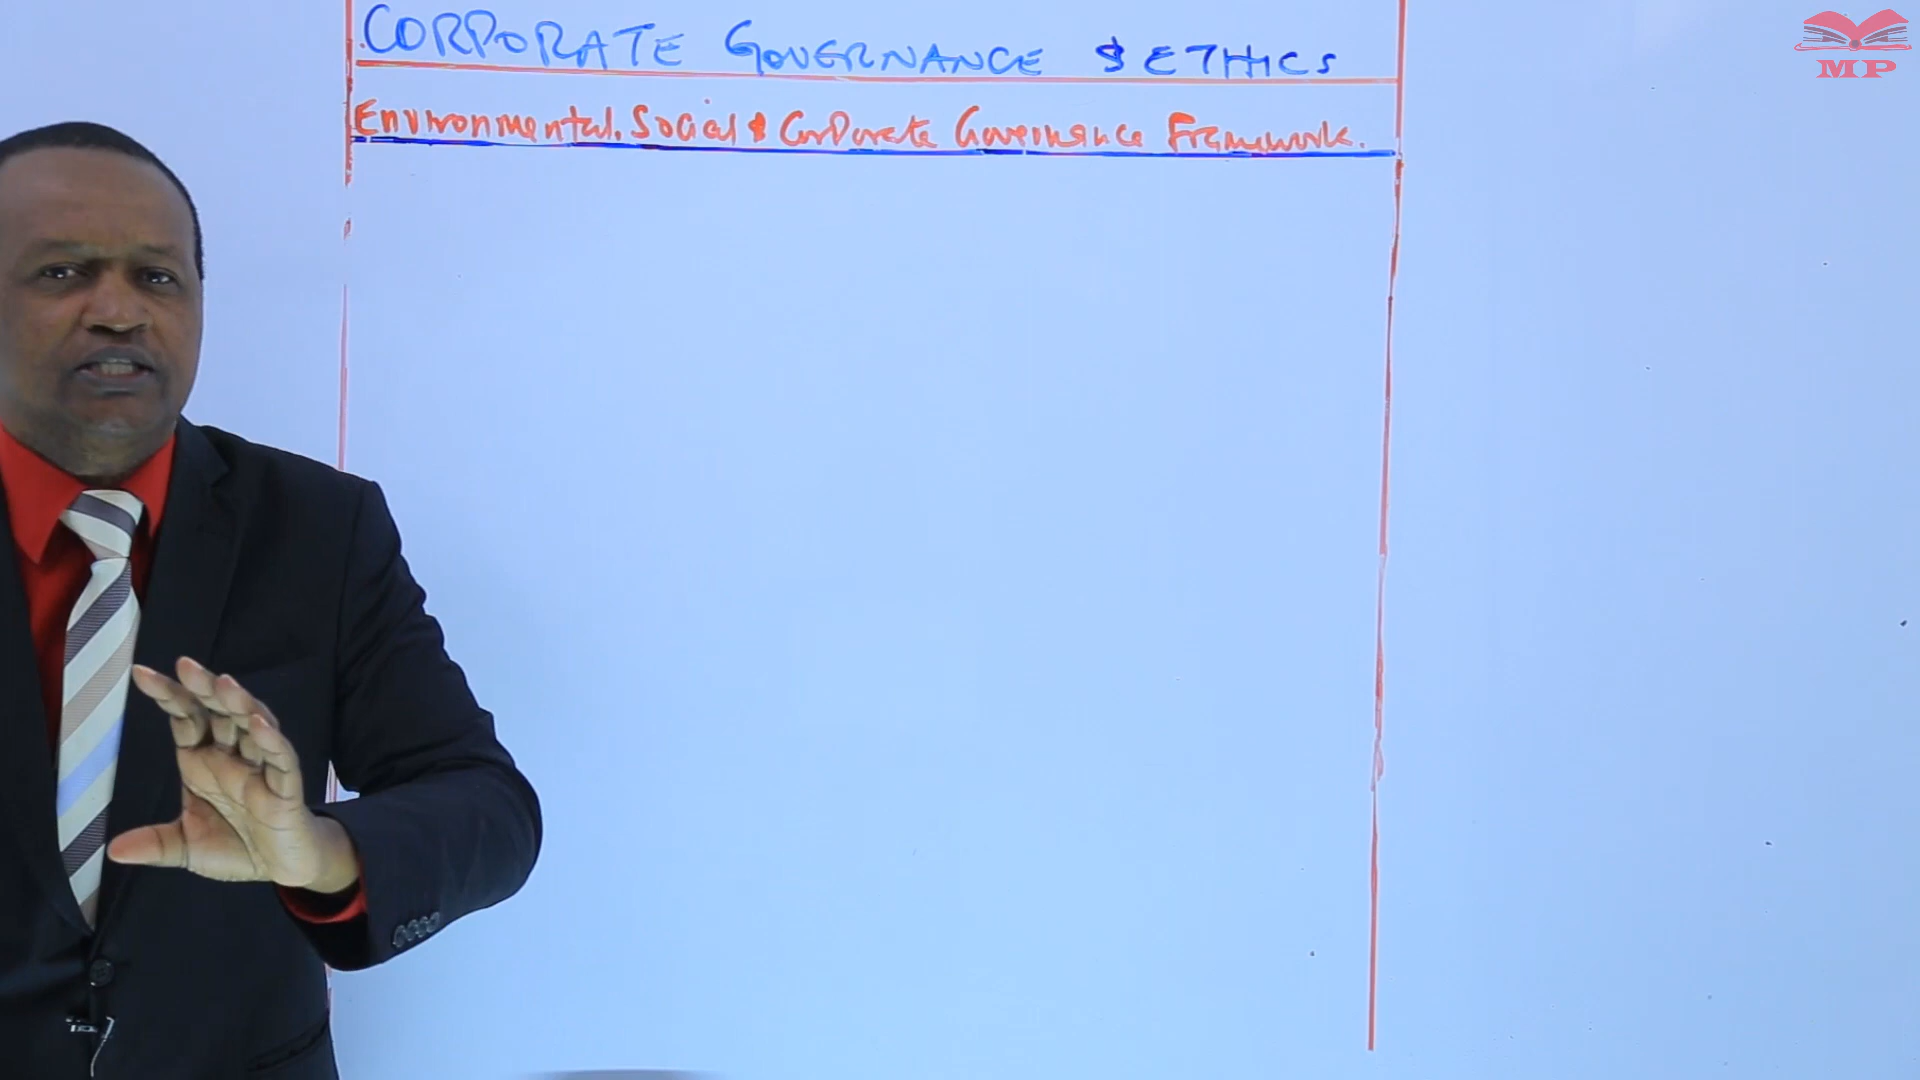 CORPORATE GOVERNANCE & ETHICS
MP
Environmental, Social & Corporate Governance Framework.